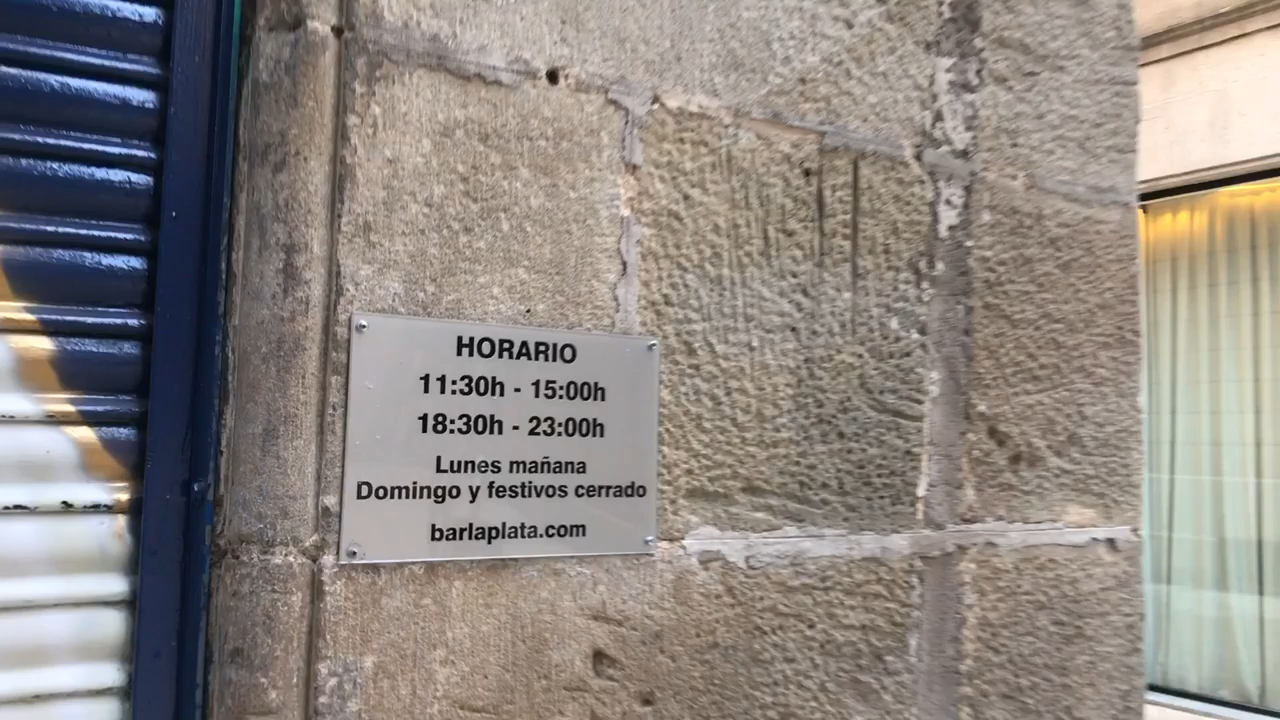 HORARIO
11:30h - 15:00h
18:30h - 23:00h
Lunes mañana
Domingo y festivos cerrado
barlaplata.com